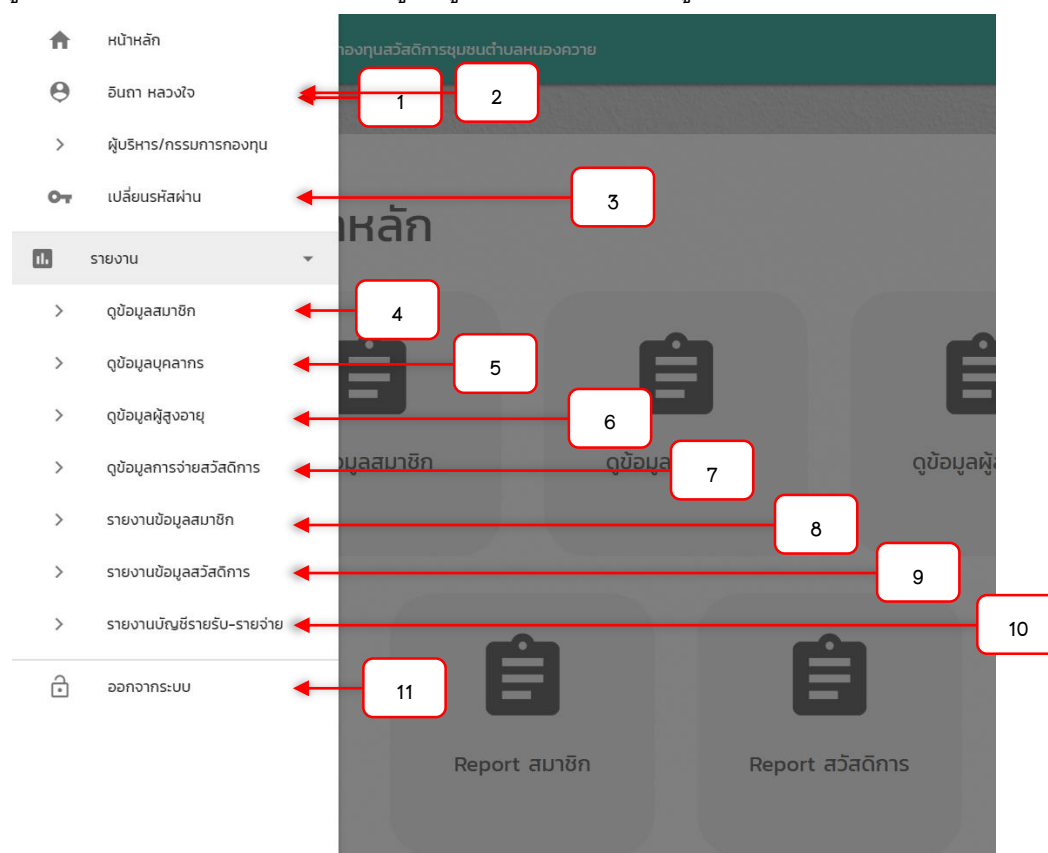 หน้าหลัก
กองทุนสวัสดิการชุมชนตำบลหนองควาย
อินถา หลวงใจ
1
2
ผู้บริหาร/กรรมการกองทุน
เปลี่ยนรหัสผ่าน
3
าหลัก
รายงาน
ดูข้อมูลสมาชิก
4
ดูข้อมูลบุคลากร
5
ดูข้อมูลผู้สูงอายุ
6
ดูข้อมูลการจ่ายสวัสดิการ
อมูลสมาชิก
ดูข้อมูล
7
ดูข้อมูลผู้
รายงานข้อมูลสมาชิก
8
รายงานข้อมูลสวัสดิการ
9
รายงานบัญชีรายรับ-รายจ่าย
10
ออกจากระบบ
11
Report สมาชิก
Report สวัสดิการ